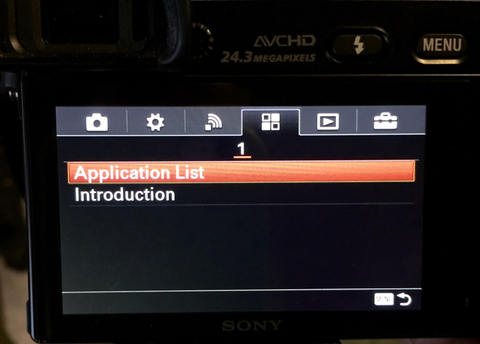 AVCHD
24.3 MEGAPIXELS
MENU
1
Application List
Introduction
SONY